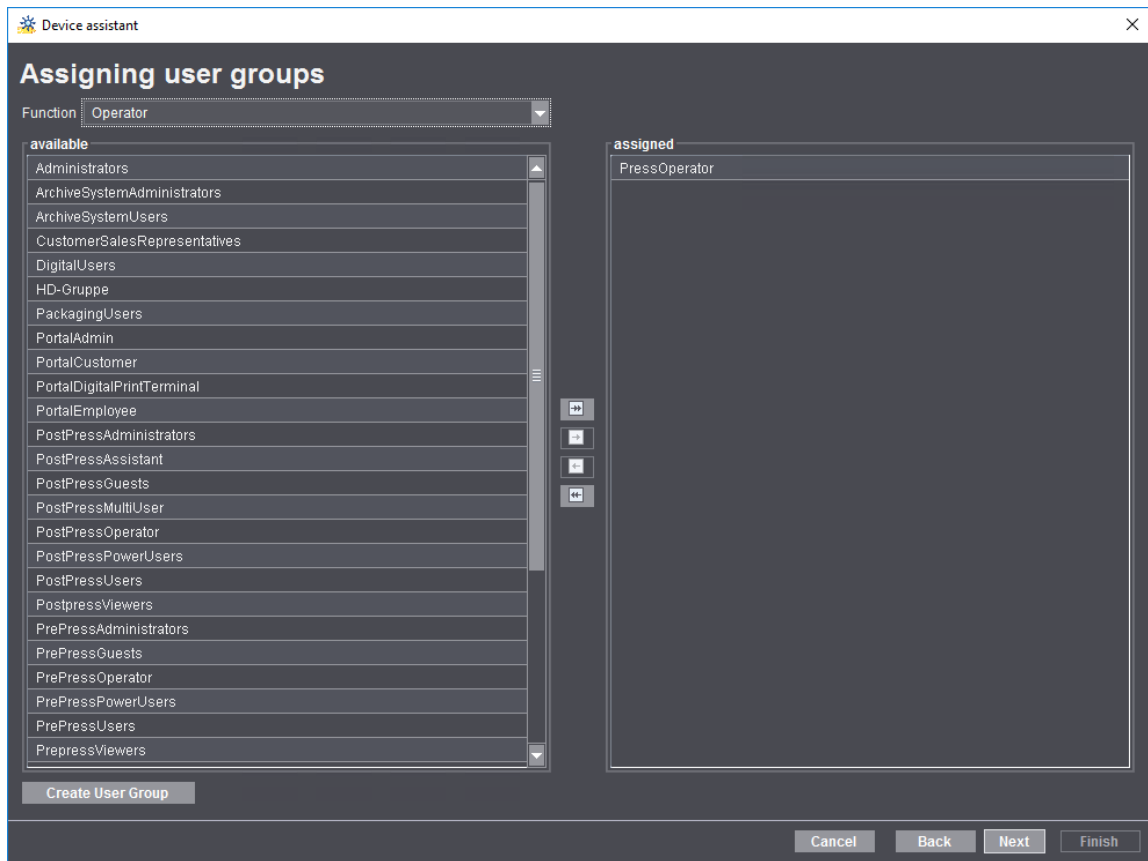 Device assistant
Assigning user groups
Function Operator
available
Administrators
ArchiveSystemAdministrators
ArchiveSystemUsers
CustomerSalesRepresentatives
DigitalUsers
HD-Gruppe
PackagingUsers
PortalAdmin
PortalCustomer
PortalDigitalPrintTerminal
PortalEmployee
PostPressAdministrators
PostPressAssistant
PostPressGuests
PostPressMultiUser
PostPressOperator
PostPressPowerUsers
PostPressUsers
PostpressViewers
PrePressAdministrators
PrePressGuests
PrePressOperator
PrePressPowerUsers
PrePressUsers
PrepressViewers
assigned
PressOperator
Create User Group
Cancel Back Next Finish